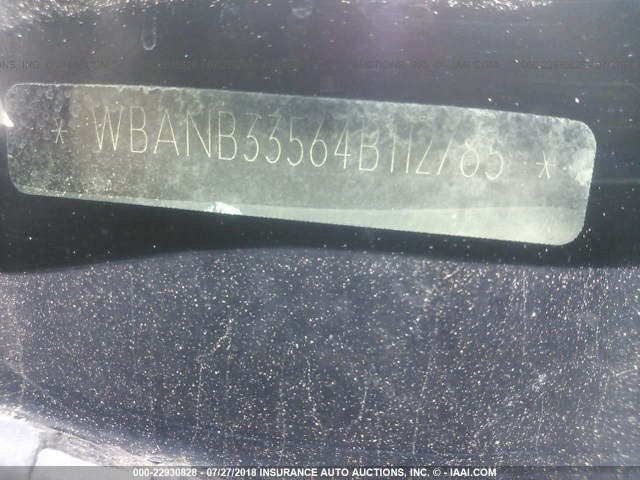 * WBANB33564B112785 *
000-22930828 - 07/27/2018 INSURANCE AUTO AUCTIONS, INC. - IAAI.COM